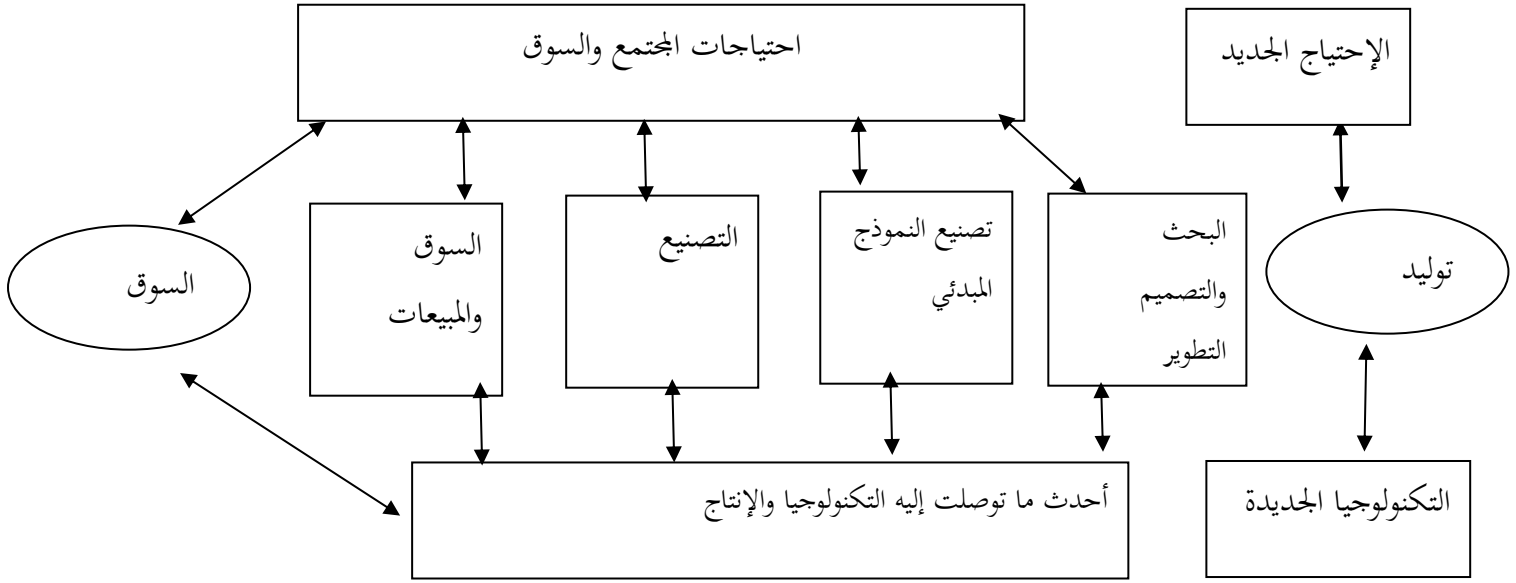 الإحتياج الجديد
احتياجات المجتمع والسوق
توليد
البحث
والتصميم
التطوير
تصنيع النموذج
المبدئي
التصنيع
السوق
والمبيعات
السوق
التكنولوجيا الجديدة
أحدث ما توصلت إليه التكنولوجيا والإنتاج